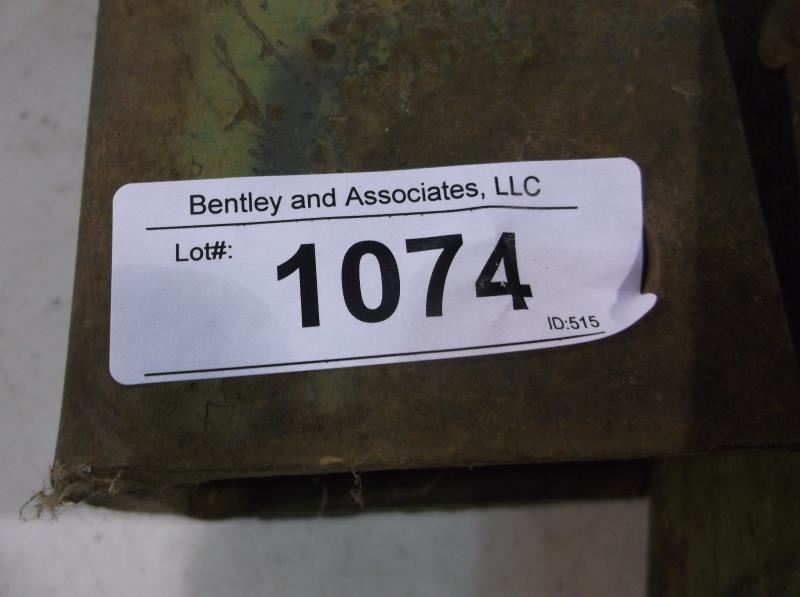 Bentley and Associates, LLC
Lot#: 1074
ID:515